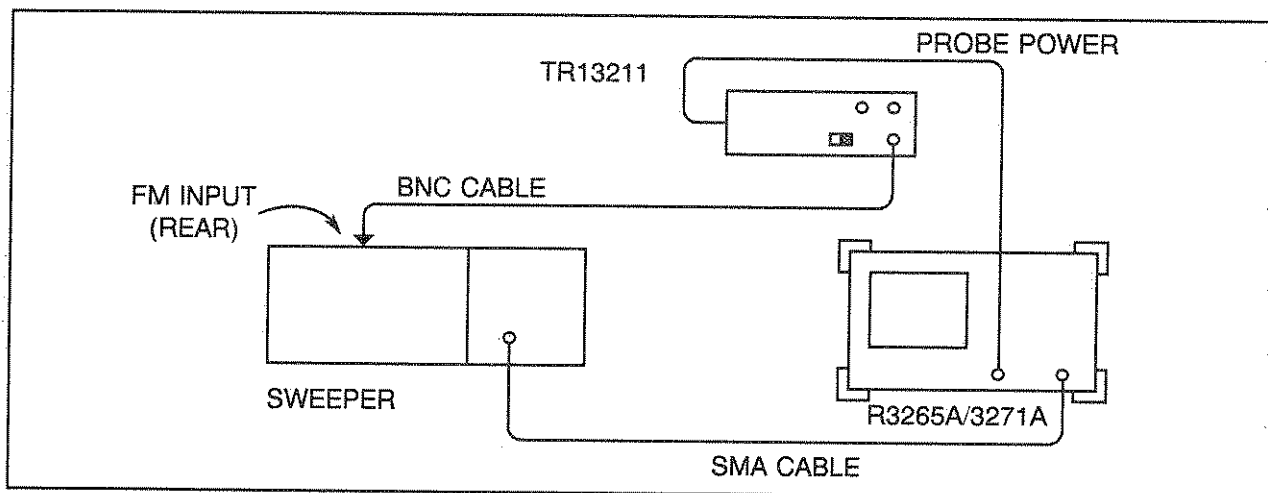 PROBE POWER
TR13211
FM INPUT
(REAR)
BNC CABLE
SWEEPER
R3265A/3271A
SMA CABLE